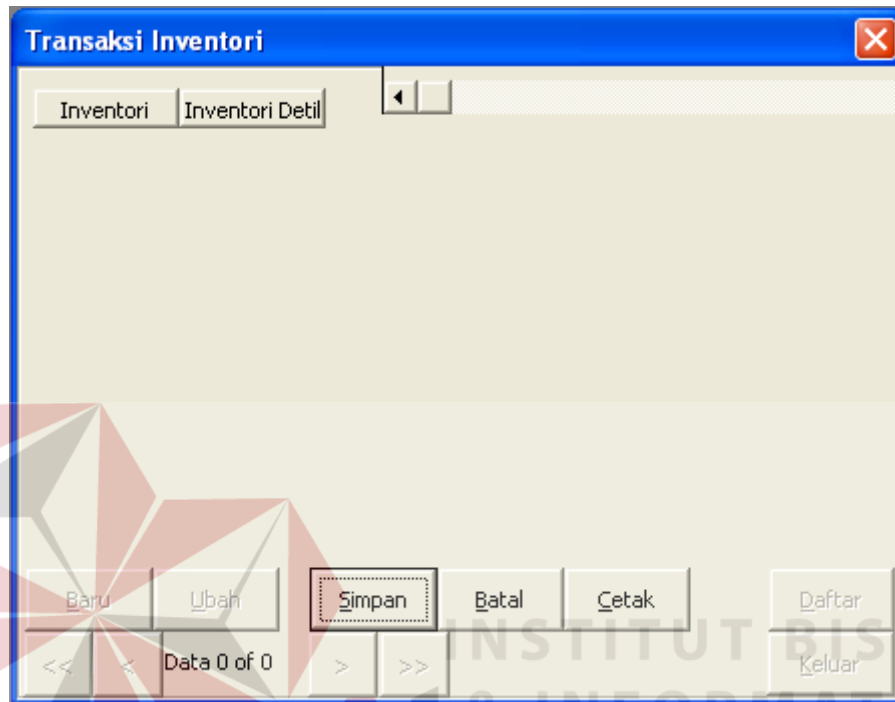 Transaksi Inventori
Inventori Inventori Detil
Baru Ubah Simpan Batal Cetak Daftar
<< < Data 0 of 0 > >> Keluar
INSTITUT BIS
& INFORMAT